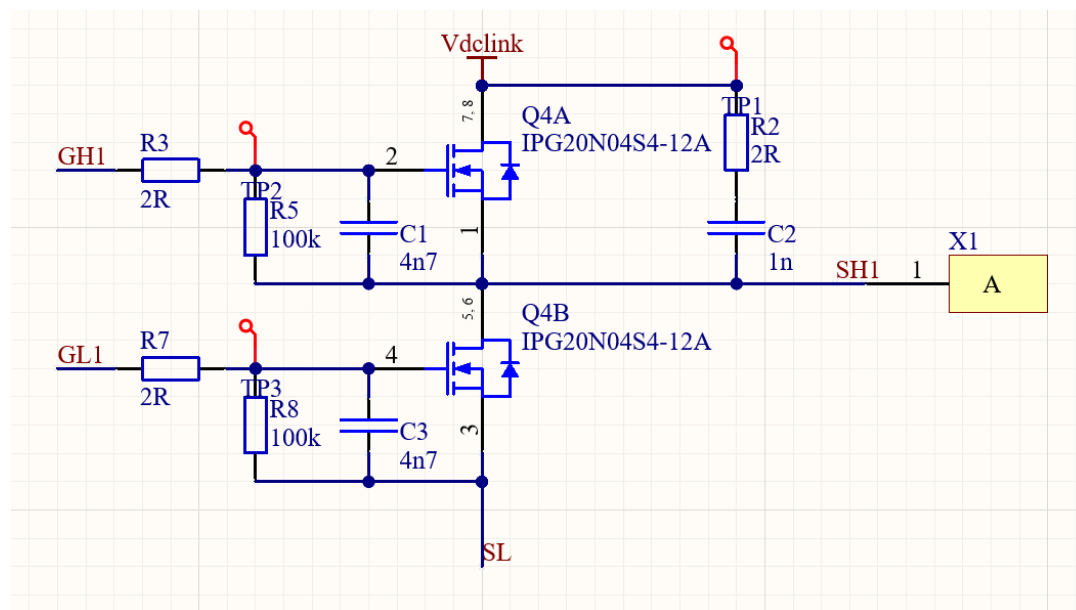 Vdclink
7, 8
Q4A
IPG20N04S4-12A
TP1
R2
2R
R3
GH1
2R
2
TP2
R5
100k
C1
4n7
1
C2
1n
X1
SH1
1
A
5, 6
Q4B
IPG20N04S4-12A
R7
GL1
2R
4
TP3
R8
100k
C3
4n7
3
SL